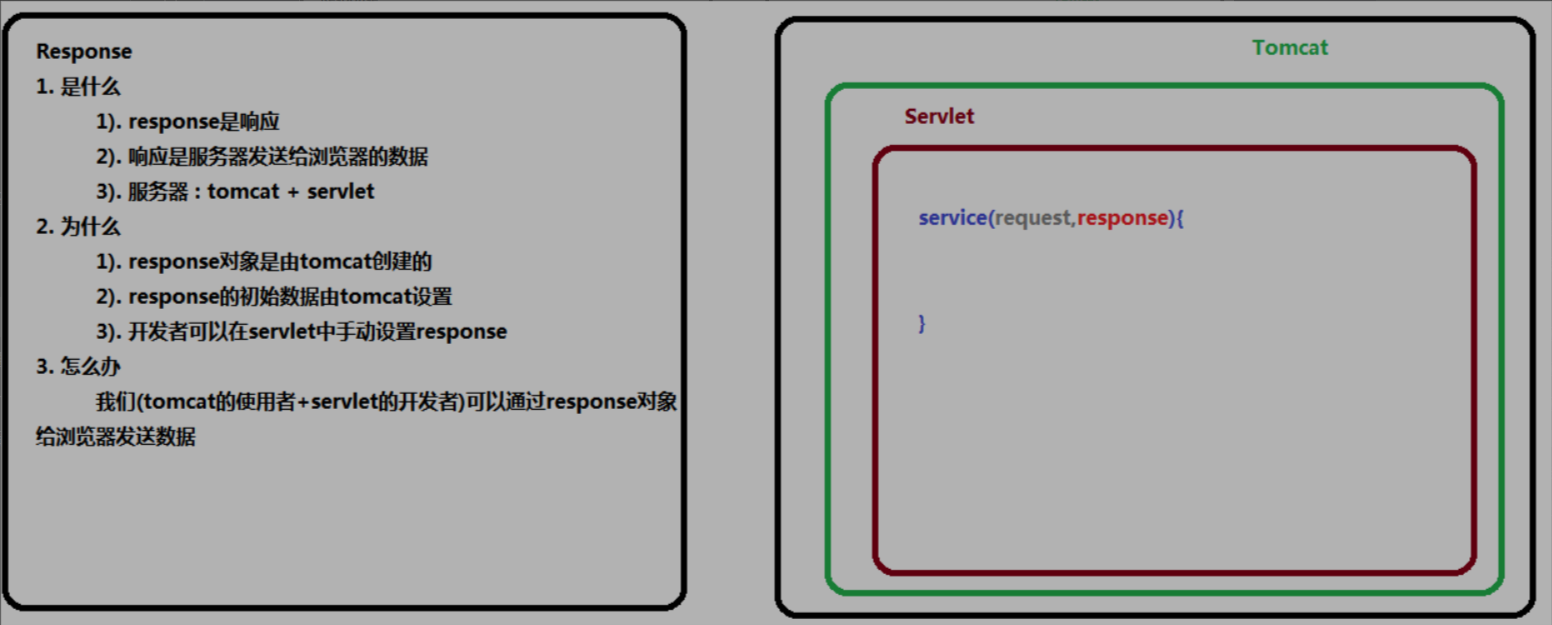 Response
1. 是什么
1). response是响应
2). 响应是服务器发送给浏览器的数据
3). 服务器：tomcat + servlet
2. 为什么
1). response对象是由tomcat创建的
2). response的初始数据由tomcat设置
3). 开发者可以在servlet中手动设置response
3. 怎么办
我们(tomcat的使用者+servlet的开发者)可以通过response对象
给浏览器发送数据
Tomcat
Servlet
service(request,response){
}